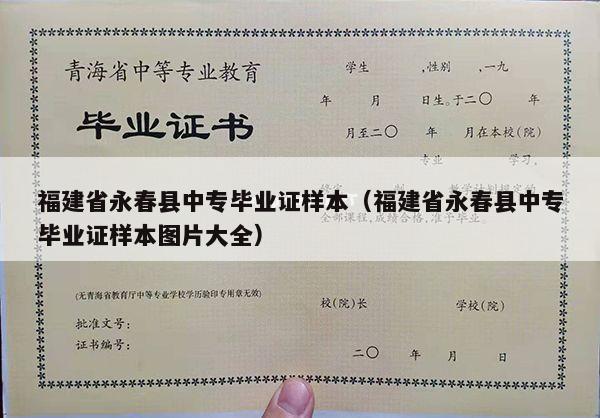 青海省中等专业教育
毕业证书
学生 ,性别 ,一九
年 月 日生。于二〇 年
月至二〇 年 月在本校(院)
专业 学习,
福建省永春县中专毕业证样本（福建省永春县中专
毕业证样本图片大全）
全部课程,成绩合格,准予毕业。
(无青海省教育厅中等专业学校学历验印专用章无效)
批准文号:
证书编号:
校(院)长 学校(院)
二〇 年 月 日